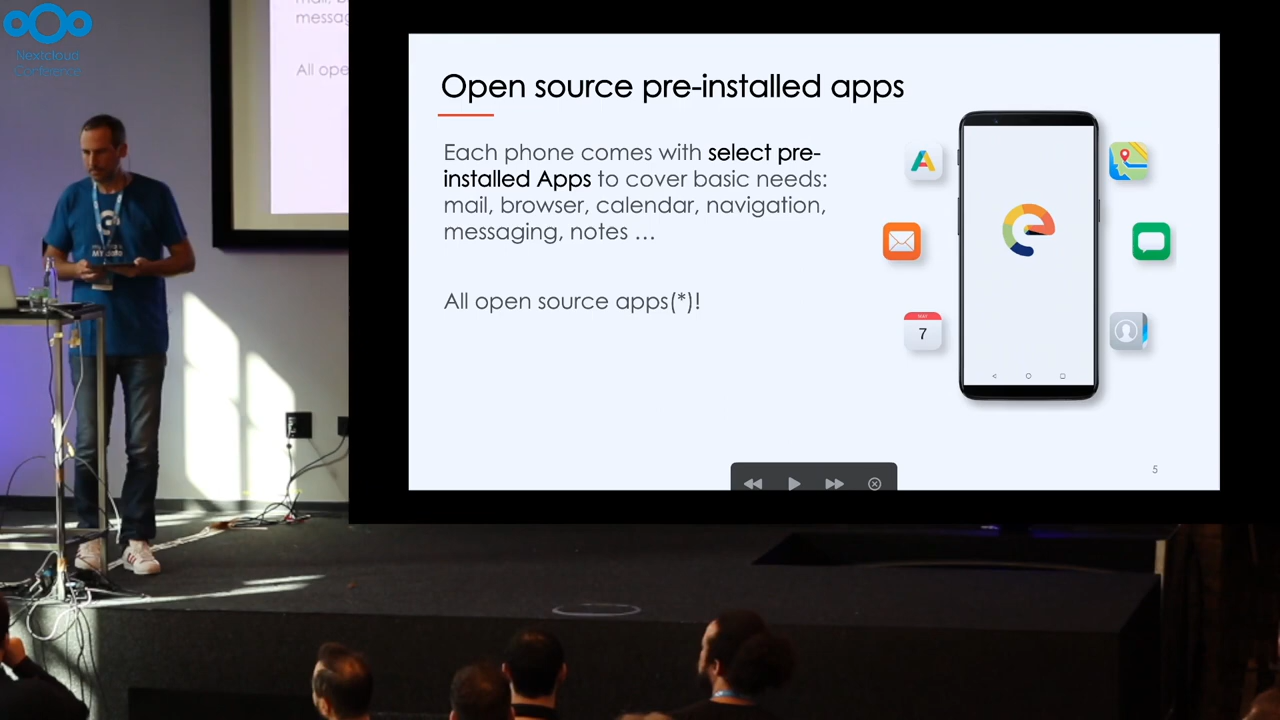 Nextcloud
Conference
messag
All ope
Open source pre-installed apps
Each phone comes with select pre-
installed Apps to cover basic needs:
mail, browser, calendar, navigation,
messaging, notes ...
All open source apps(*)!
7
5